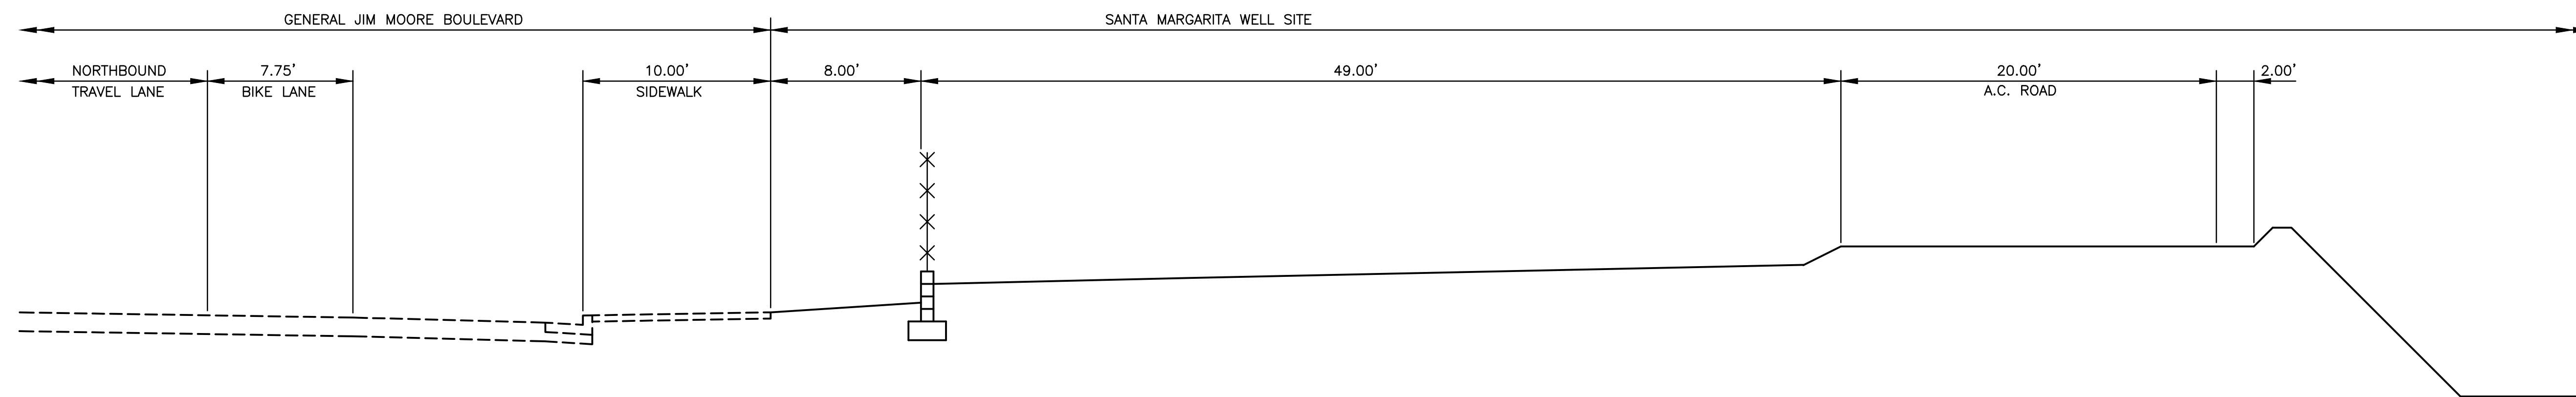 GENERAL JIM MOORE BOULEVARD
SANTA MARGARITA WELL SITE
NORTHBOUND
TRAVEL LANE
7.75'
BIKE LANE
10.00'
SIDEWALK
8.00'
49.00'
20.00'
A.C. ROAD
2.00'